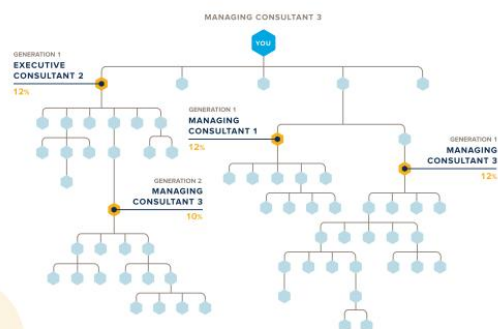 MANAGING CONSULTANT 3
YOU
GENERATION 1
EXECUTIVE
CONSULTANT 2
12%
GENERATION 1
MANAGING
CONSULTANT 1
12%
GENERATION 1
MANAGING
CONSULTANT 3
12%
GENERATION 2
MANAGING
CONSULTANT 3
10%